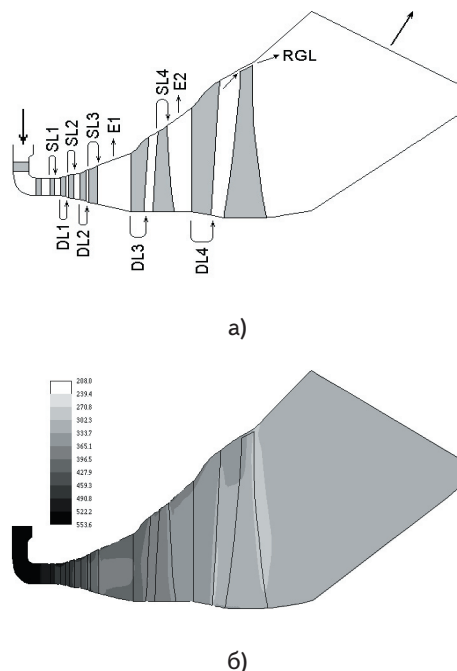 SL1
SL2
SL3
E1
SL4
E2
RGL
DL1
DL2
DL3
DL4
а)
208.0
239.4
270.8
302.3
333.7
365.1
396.5
427.9
459.3
490.8
522.2
553.6
б)